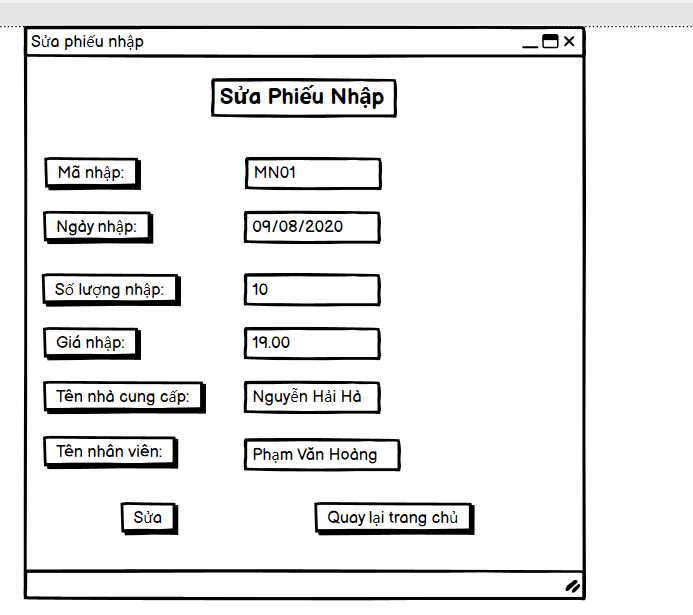 Sửa phiếu nhập
Sửa Phiếu Nhập
Mã nhập: MN01
Ngày nhập: 09/08/2020
Số lượng nhập: 10
Giá nhập: 19.00
Tên nhà cung cấp: Nguyễn Hải Hà
Tên nhân viên: Phạm Văn Hoàng
Sửa Quay lại trang chủ